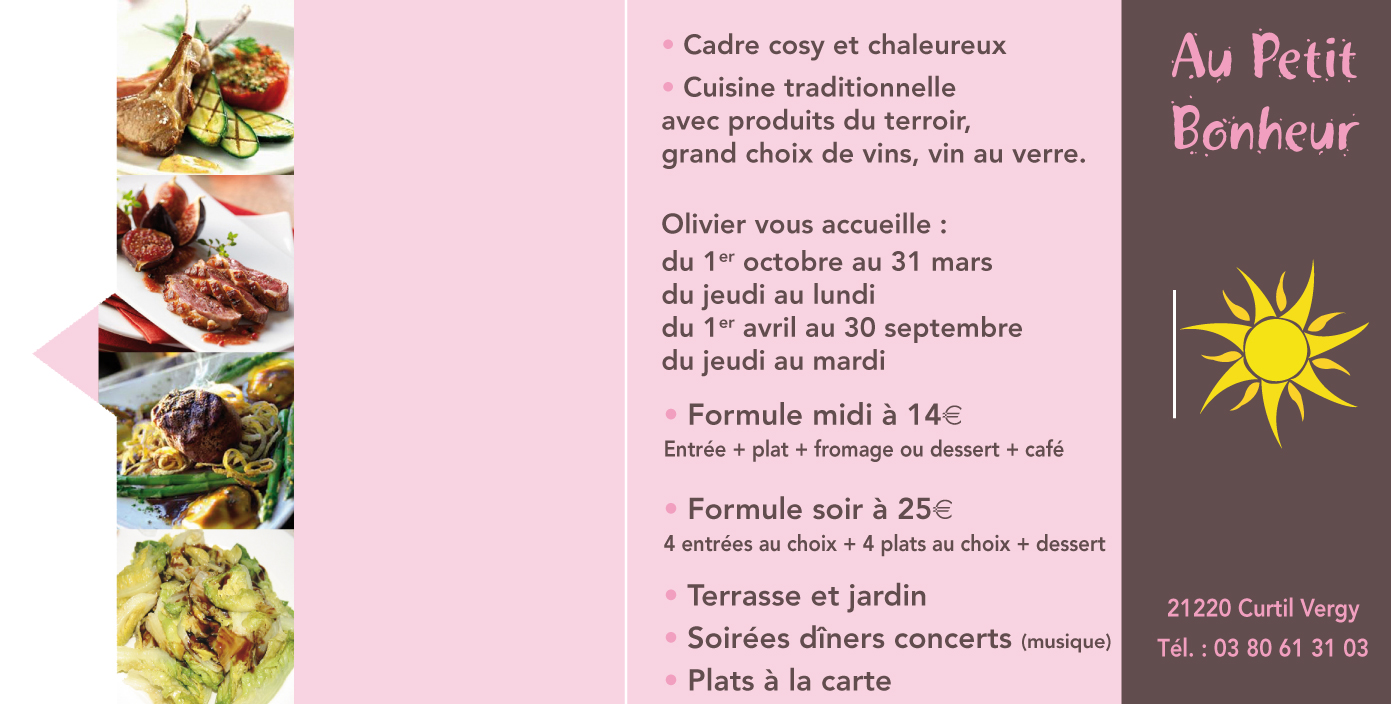 • Cadre cosy et chaleureux
• Cuisine traditionnelle
avec produits du terroir,
grand choix de vins, vin au verre.
Olivier vous accueille :
du 1er octobre au 31 mars
du jeudi au lundi
du 1er avril au 30 septembre
du jeudi au mardi
• Formule midi à 14€
Entrée + plat + fromage ou dessert + café
• Formule soir à 25€
4 entrées au choix + 4 plats au choix + dessert
• Terrasse et jardin
• Soirées dîners concerts (musique)
• Plats à la carte
Au Petit
Bonheur
21220 Curtil Vergy
Tél. : 03 80 61 31 03